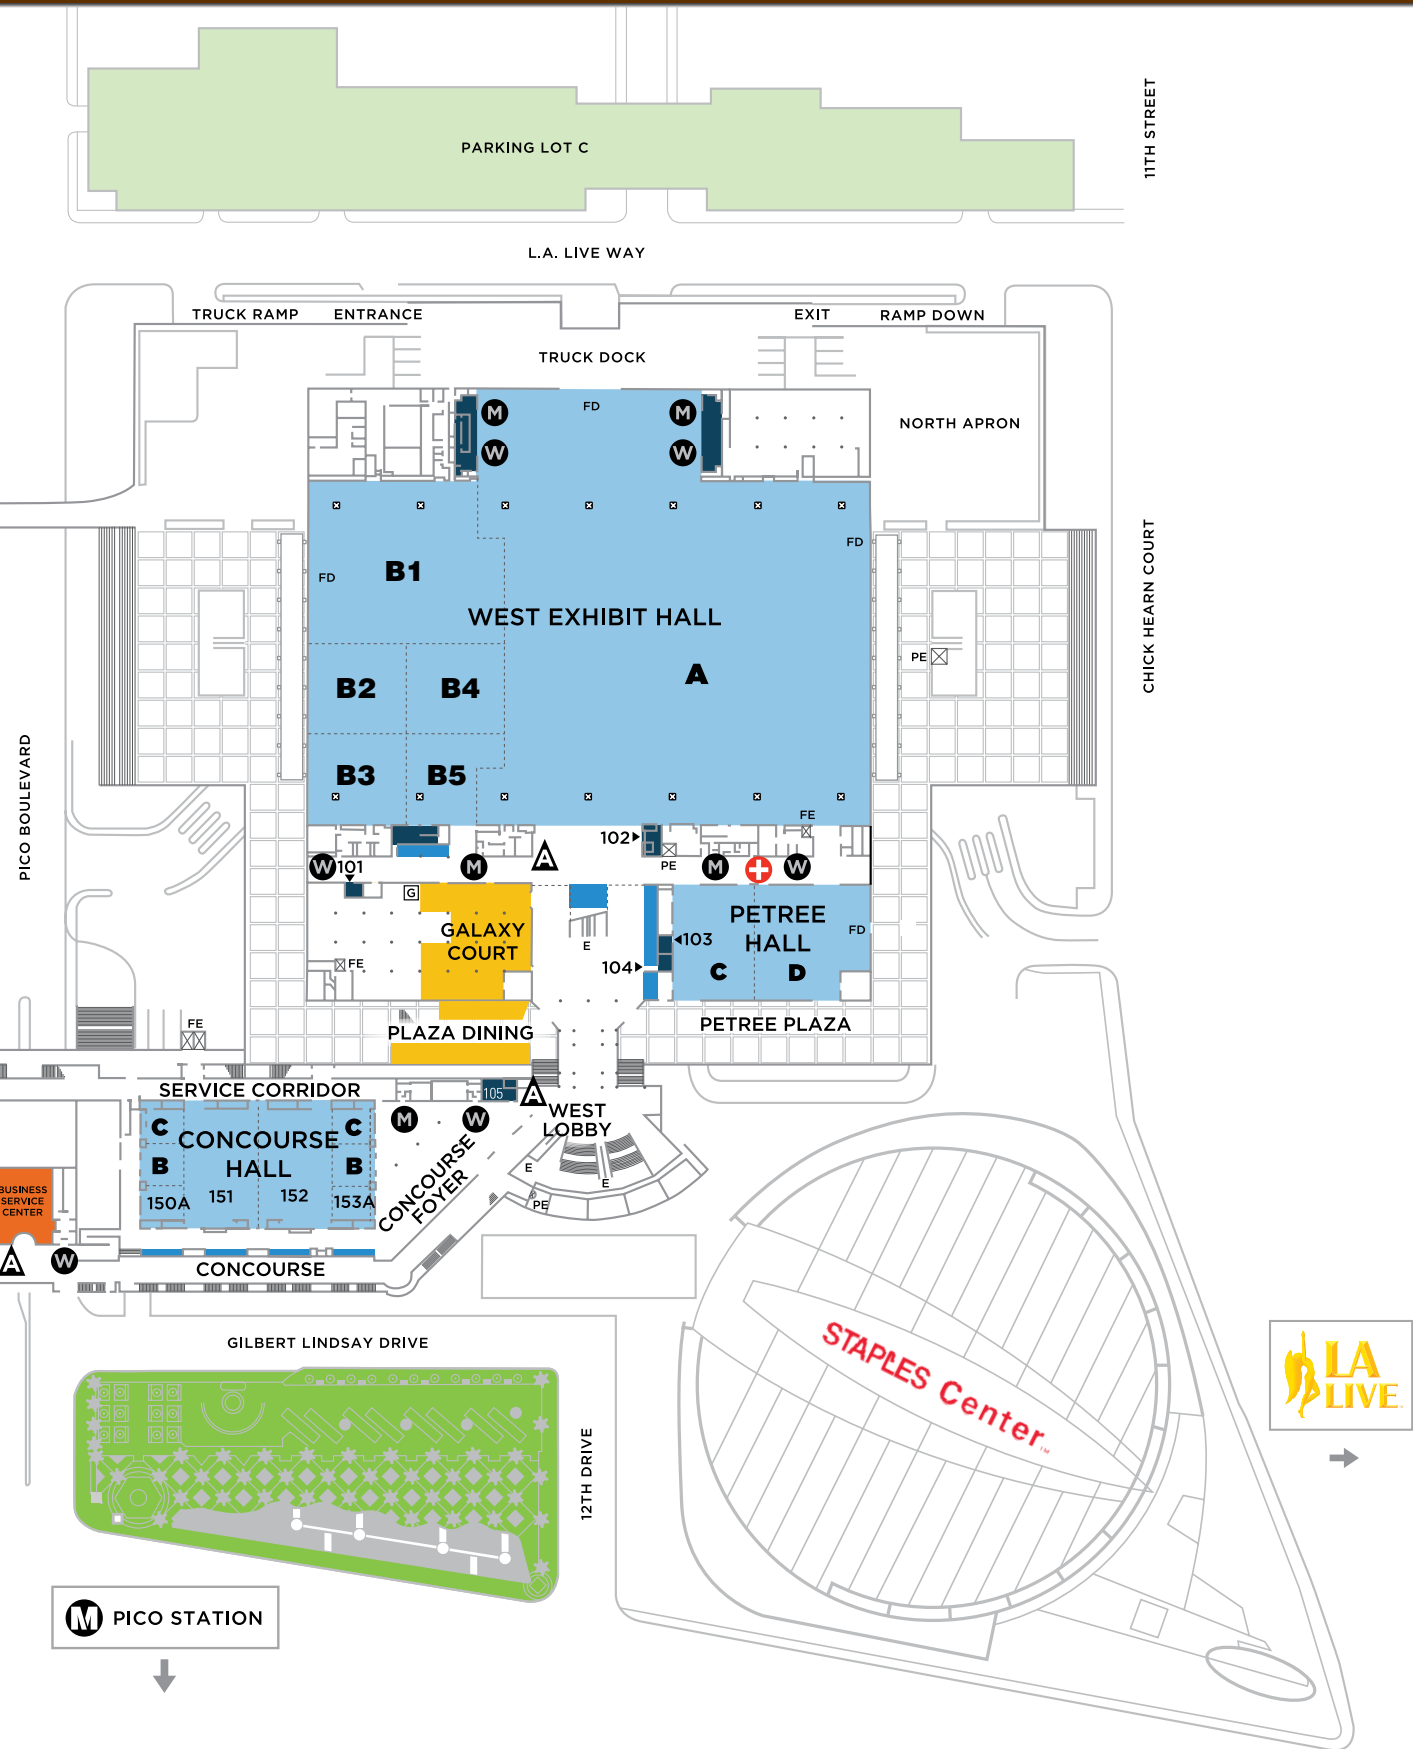 PARKING LOT C
11TH STREET
L.A. LIVE WAY
TRUCK RAMP
ENTRANCE
EXIT
RAMP DOWN
TRUCK DOCK
M
FD
M
W
W
NORTH APRON
FD
B1
FD
CHICK HEARN COURT
WEST EXHIBIT HALL
PE
A
B2
B4
B3
B5
PICO BOULEVARD
FE
102
W
101
M
A
PE
M
W
G
PETREE
HALL
FD
GALAXY
COURT
E
103
FE
104
C
D
FE
PLAZA DINING
PETREE PLAZA
SERVICE CORRIDOR
105
A
M
W
WEST
LOBBY
C
C
CONCOURSE
HALL
B
B
150A
151
152
153A
CONCOURSE
FOYER
E
E
PE
BUSINESS
SERVICE
CENTER
A
W
CONCOURSE
GILBERT LINDSAY DRIVE
STAPLES Center
TM
LA
LIVE
12TH DRIVE
M PICO STATION